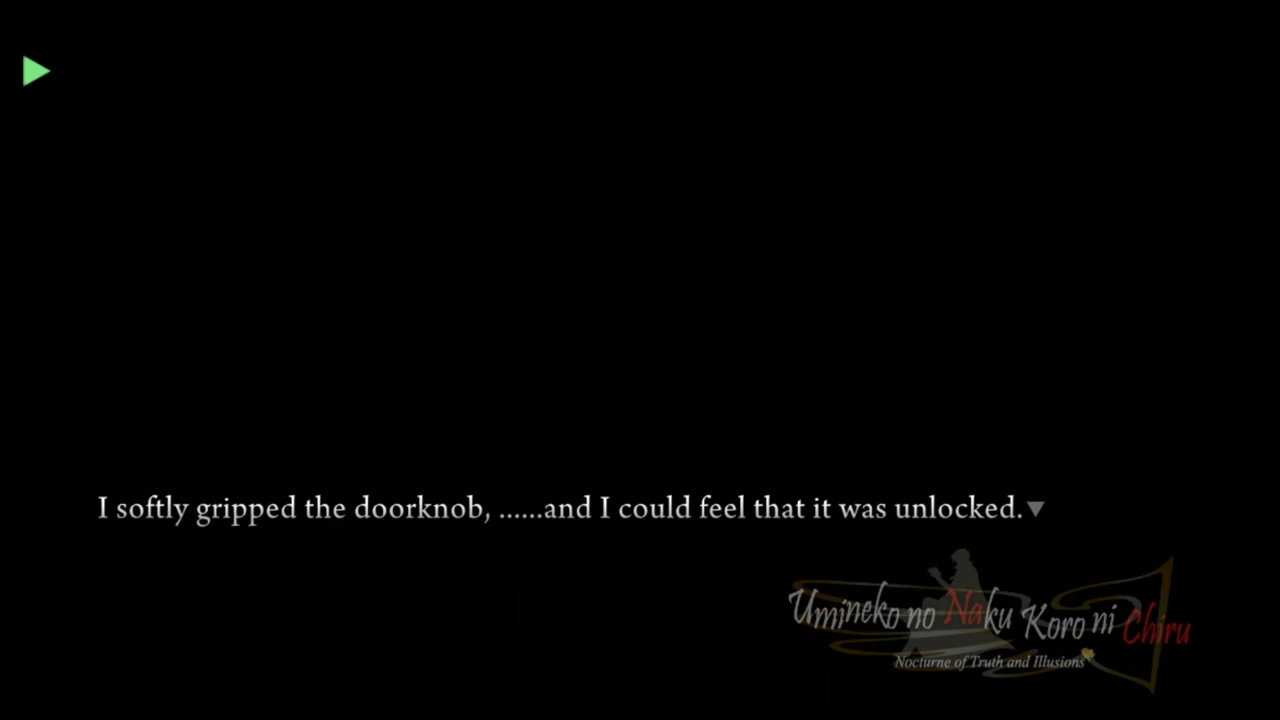 I softly gripped the doorknob, ......and I could feel that it was unlocked.
Umineko no Naku Koro ni Chiru
Nocturne of Truth and Illusions